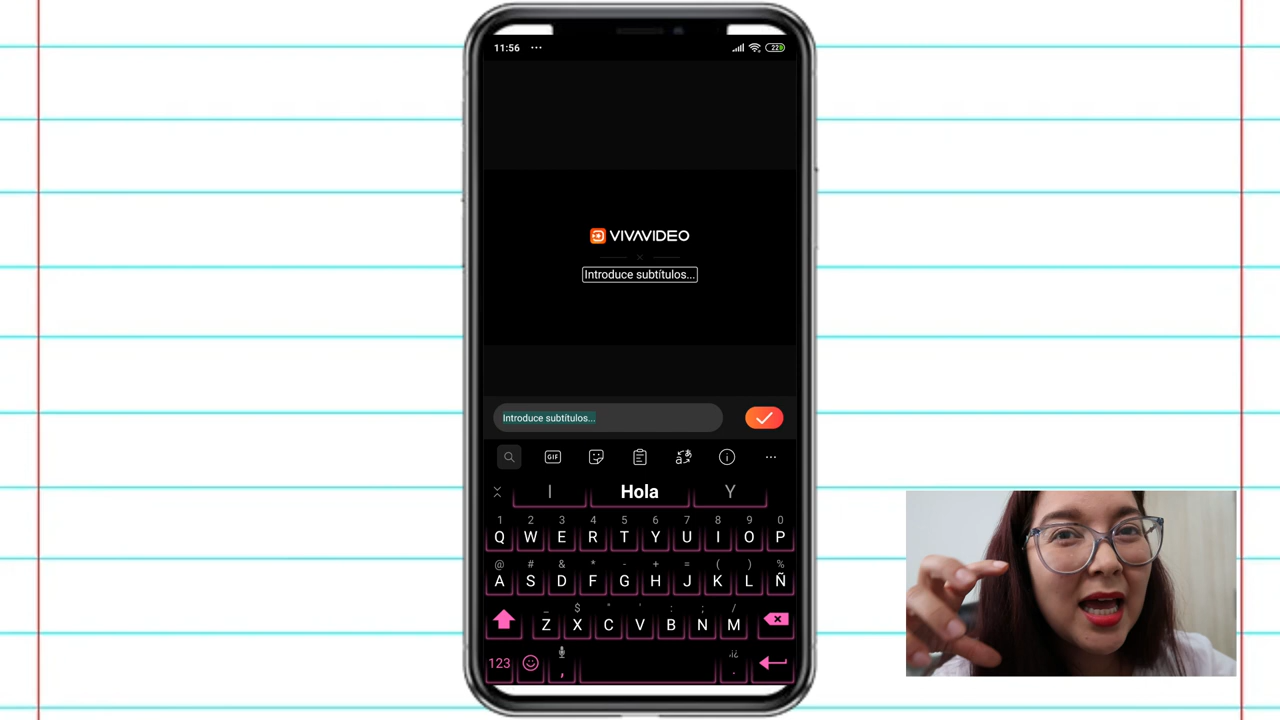 11:56 ... 22
VIVAVIDEO
Introduce subtítulos...
Introduce subtítulos...
GIF
I Hola Y
1 2 3 4 5 6 7 8 9 0
Q W E R T Y U I O P
@ # & * - + = ( ) %
A S D F G H J K L Ñ
_ $ " ' : ; /
Z X C V B N M
123 , .